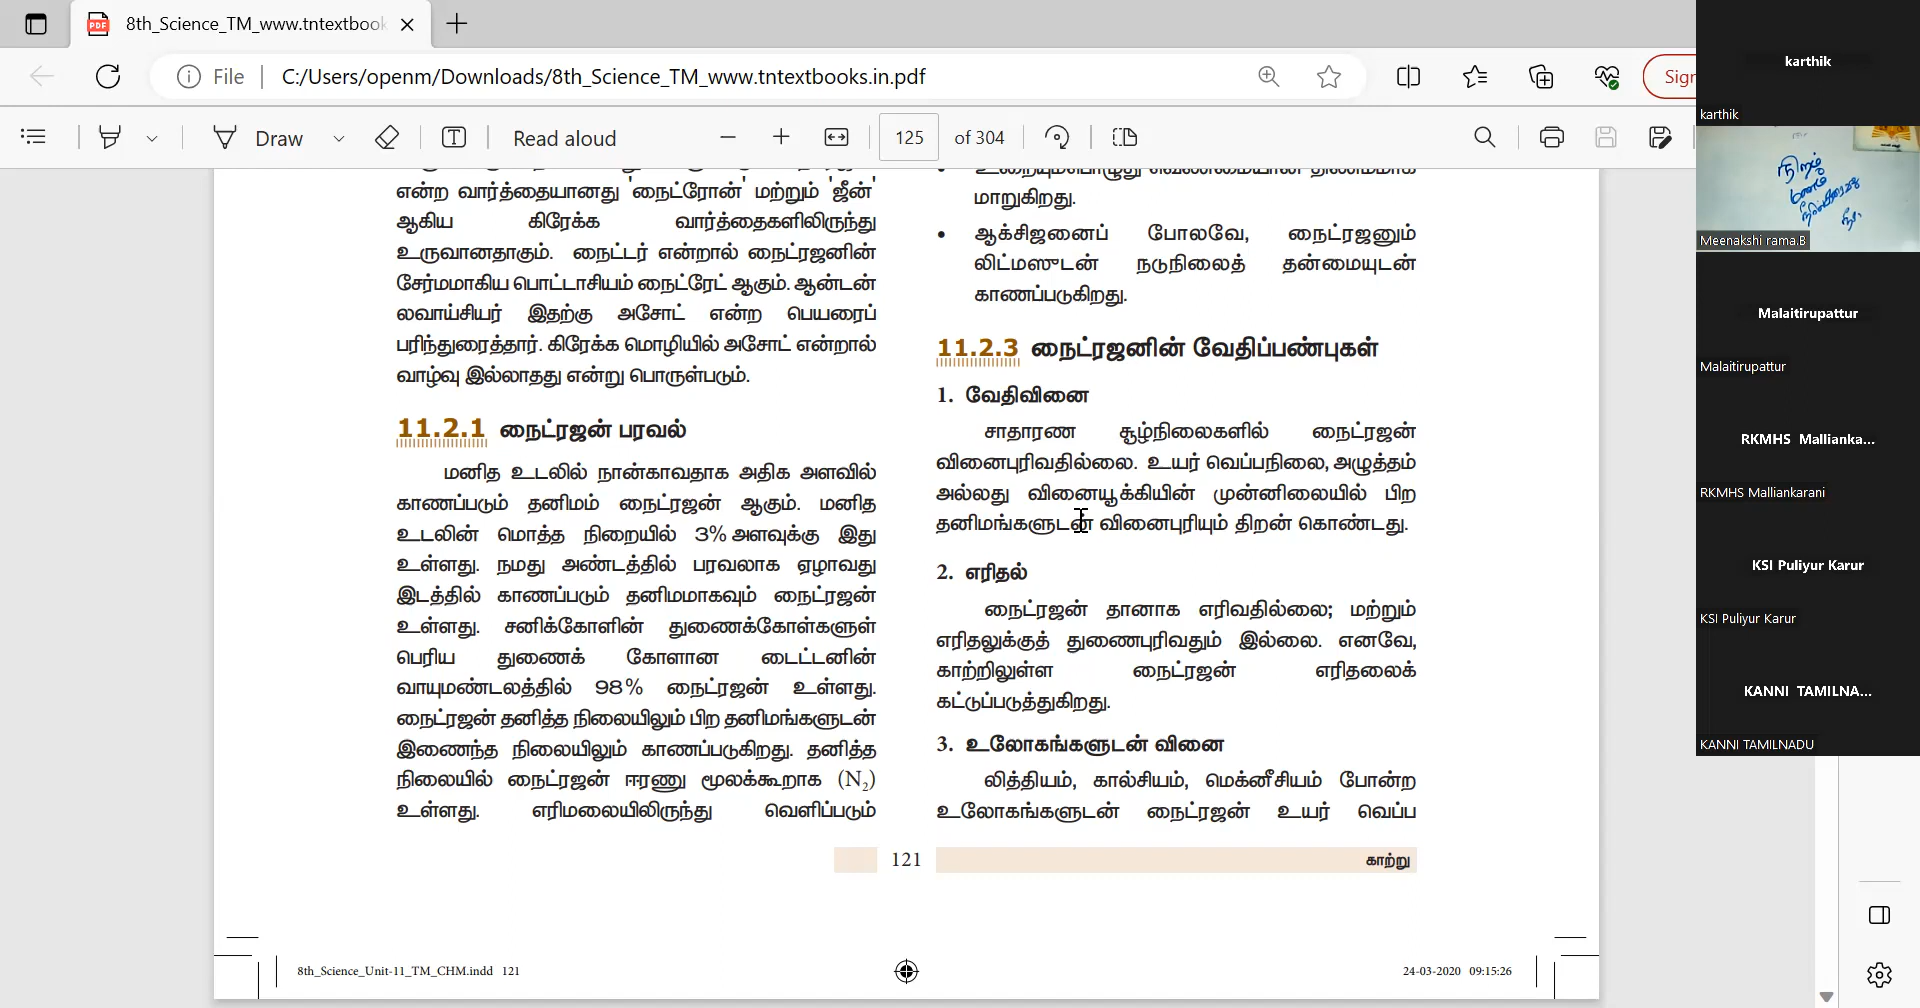 8th_Science_TM_www.tntextbook
File
C:/Users/openm/Downloads/8th_Science_TM_www.tntextbooks.in.pdf
Sign
Draw
Read aloud
125 of 304
என்ற வார்த்தையானது 'நைட்ரோன்' மற்றும் 'ஜீன்'
ஆகிய கிரேக்க வார்த்தைகளிலிருந்து
உருவானதாகும். நைட்டர் என்றால் நைட்ரஜனின்
சேர்மமாகிய பொட்டாசியம் நைட்ரேட் ஆகும். ஆன்டன்
லவாய்சியர் இதற்கு அசோட் என்ற பெயரைப்
பரிந்துரைத்தார். கிரேக்க மொழியில் அசோட் என்றால்
வாழ்வு இல்லாதது என்று பொருள்படும்.
11.2.1 நைட்ரஜன் பரவல்
மனித உடலில் நான்காவதாக அதிக அளவில்
காணப்படும் தனிமம் நைட்ரஜன் ஆகும். மனித
உடலின் மொத்த நிறையில் 3% அளவுக்கு இது
உள்ளது. நமது அண்டத்தில் பரவலாக ஏழாவது
இடத்தில் காணப்படும் தனிமமாகவும் நைட்ரஜன்
உள்ளது. சனிக்கோளின் துணைக்கோள்களுள்
பெரிய துணைக் கோளான டைட்டனின்
வாயுமண்டலத்தில் 98% நைட்ரஜன் உள்ளது.
நைட்ரஜன் தனித்த நிலையிலும் பிற தனிமங்களுடன்
இணைந்த நிலையிலும் காணப்படுகிறது. தனித்த
நிலையில் நைட்ரஜன் ஈரணு மூலக்கூறாக (N₂)
உள்ளது. எரிமலையிலிருந்து வெளிப்படும்
உறையும்பொழுது வெண்மையான திண்மமாக
மாறுகிறது.
• ஆக்சிஜனைப் போலவே, நைட்ரஜனும்
லிட்மஸுடன் நடுநிலைத் தன்மையுடன்
காணப்படுகிறது.
11.2.3 நைட்ரஜனின் வேதிப்பண்புகள்
1. வேதிவினை
சாதாரண சூழ்நிலைகளில் நைட்ரஜன்
வினைபுரிவதில்லை. உயர் வெப்பநிலை, அழுத்தம்
அல்லது வினையூக்கியின் முன்னிலையில் பிற
தனிமங்களுடன் வினைபுரியும் திறன் கொண்டது.
2. எரிதல்
நைட்ரஜன் தானாக எரிவதில்லை; மற்றும்
எரிதலுக்குத் துணைபுரிவதும் இல்லை. எனவே,
காற்றிலுள்ள நைட்ரஜன் எரிதலைக்
கட்டுப்படுத்துகிறது.
3. உலோகங்களுடன் வினை
லித்தியம், கால்சியம், மெக்னீசியம் போன்ற
உலோகங்களுடன் நைட்ரஜன் உயர் வெப்ப
121
காற்று
8th_Science_Unit-11_TM_CHM.indd 121
24-03-2020 09:15:26
karthik
karthik
நிறம்
மணம்
Meenakshi rama.B
Malaitirupattur
Malaitirupattur
RKMHS Mallianka...
RKMHS Malliankarani
KSI Puliyur Karur
KSI Puliyur Karur
KANNI TAMILNA...
KANNI TAMILNADU